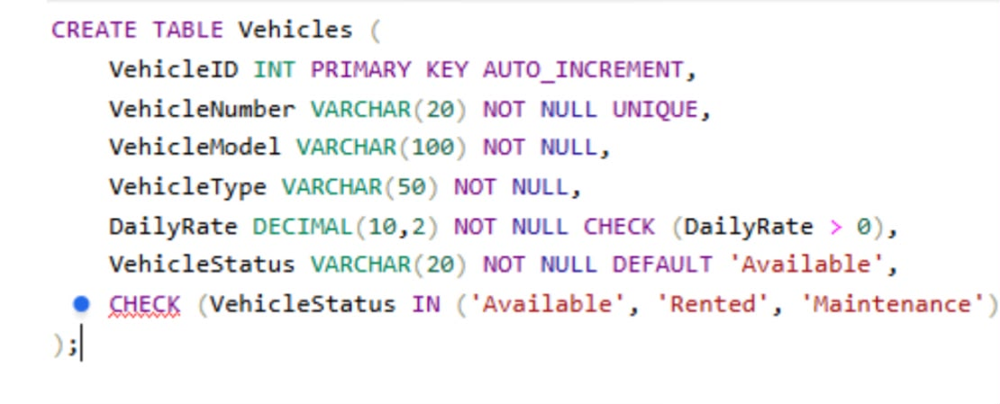 CREATE TABLE Vehicles (
    VehicleID INT PRIMARY KEY AUTO_INCREMENT,
    VehicleNumber VARCHAR(20) NOT NULL UNIQUE,
    VehicleModel VARCHAR(100) NOT NULL,
    VehicleType VARCHAR(50) NOT NULL,
    DailyRate DECIMAL(10,2) NOT NULL CHECK (DailyRate > 0),
    VehicleStatus VARCHAR(20) NOT NULL DEFAULT 'Available',
    CHECK (VehicleStatus IN ('Available', 'Rented', 'Maintenance')
);